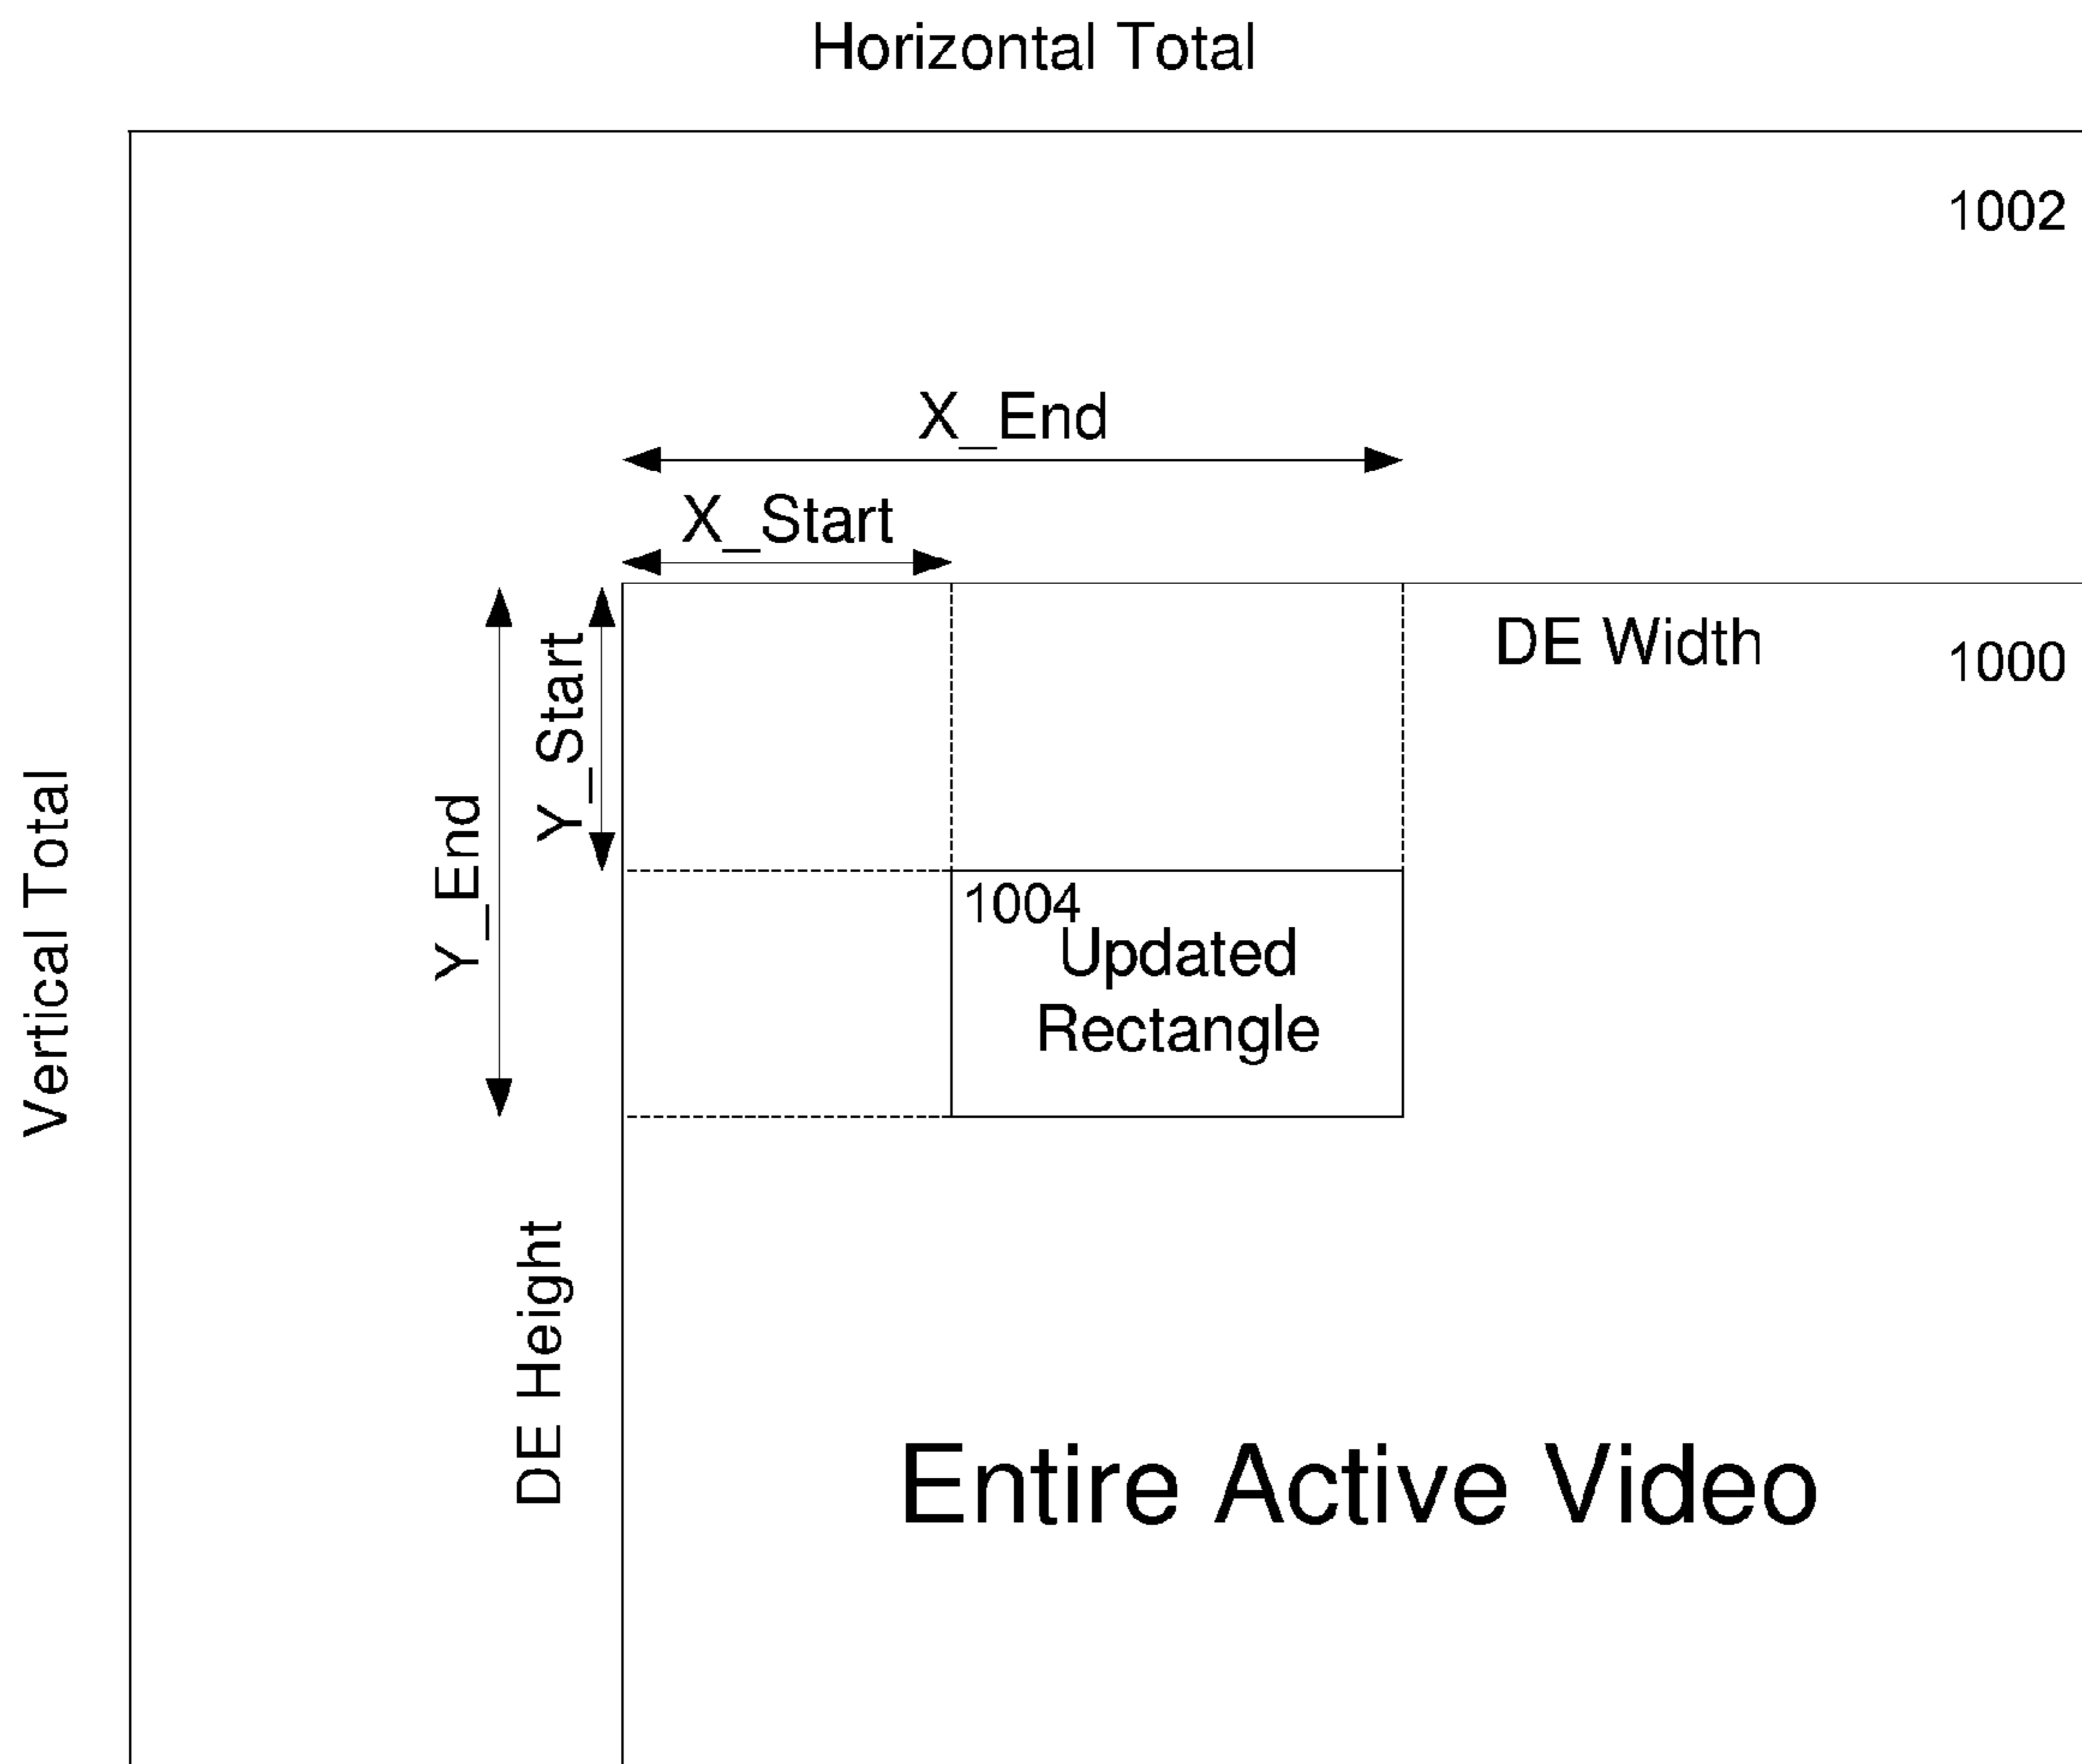 Horizontal Total
1002
X_End
X_Start
DE Width
1000
Y_Start
Y_End
Vertical Total
1004
Updated
Rectangle
DE Height
Entire Active Video